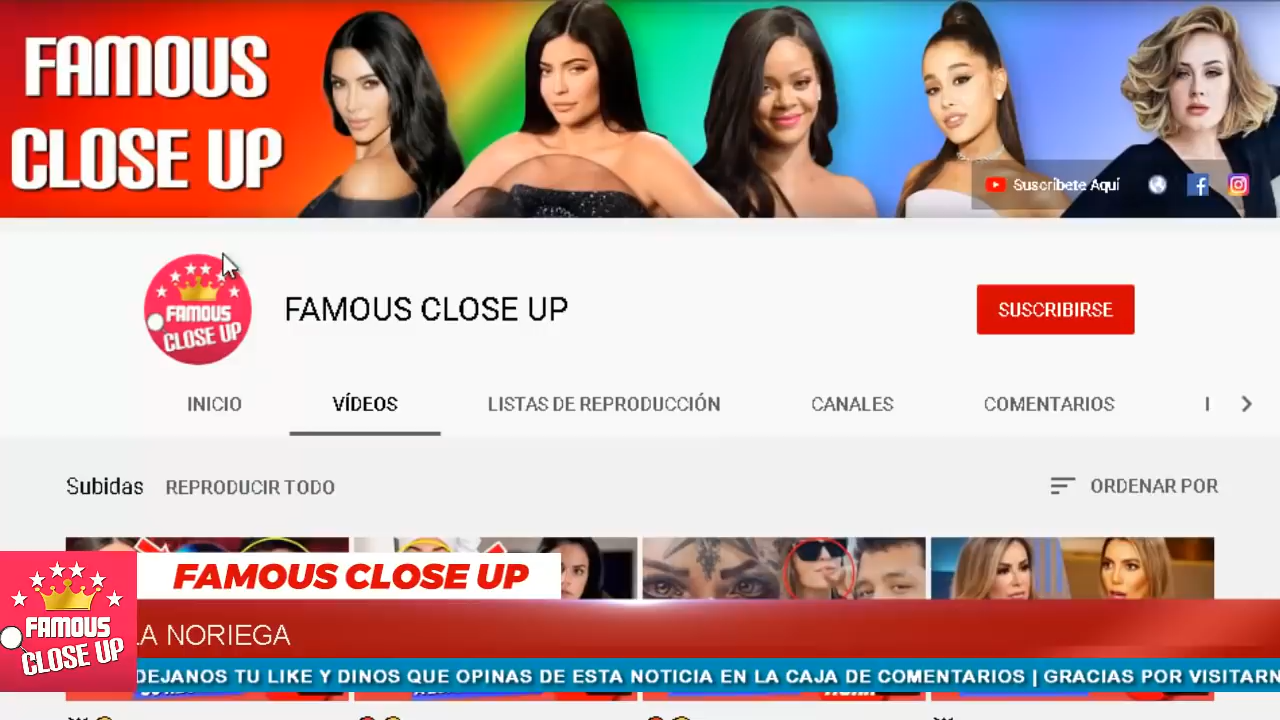 FAMOUS
CLOSE UP
Suscríbete Aquí
FAMOUS
CLOSE UP
FAMOUS CLOSE UP
SUSCRIBIRSE
INICIO
VÍDEOS
LISTAS DE REPRODUCCIÓN
CANALES
COMENTARIOS
Subidas
REPRODUCIR TODO
ORDENAR POR
FAMOUS CLOSE UP
FAMOUS
CLOSE UP
LA NORIEGA
DEJANOS TU LIKE Y DINOS QUE OPINAS DE ESTA NOTICIA EN LA CAJA DE COMENTARIOS | GRACIAS POR VISITARN